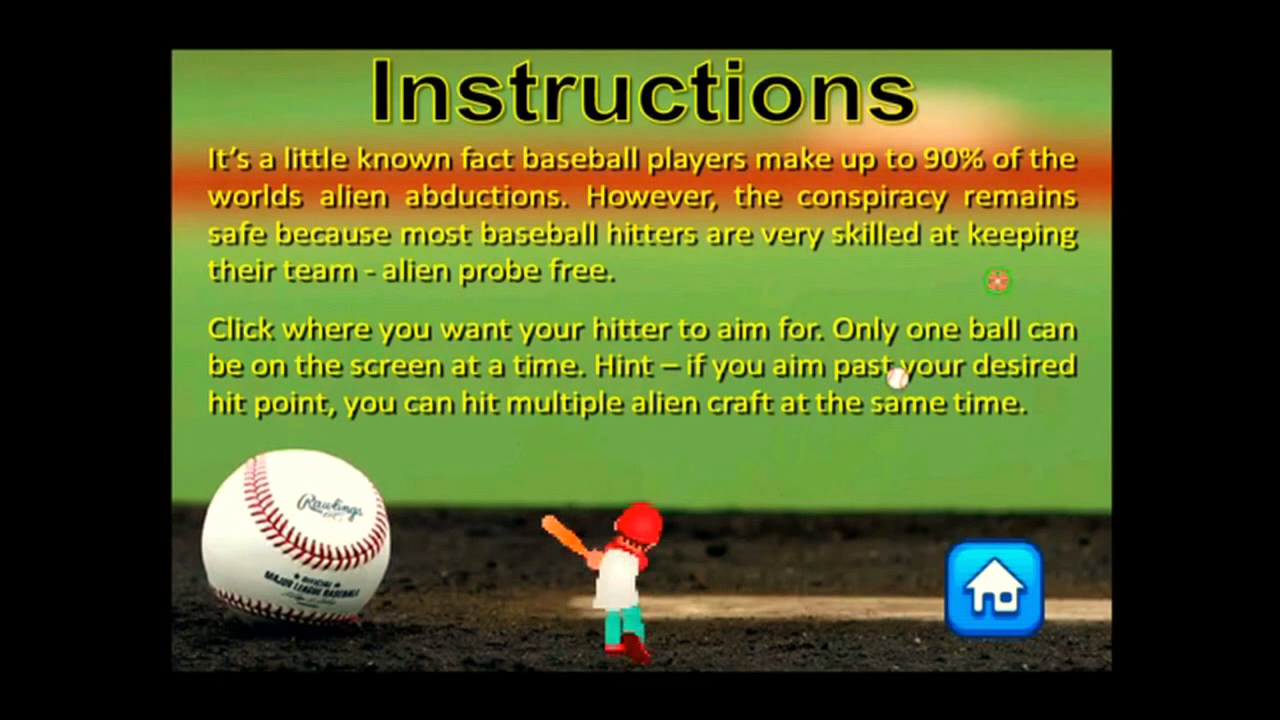 Instructions
It's a little known fact baseball players make up to 90% of the
worlds alien abductions. However, the conspiracy remains
safe because most baseball hitters are very skilled at keeping
their team - alien probe free.
Click where you want your hitter to aim for. Only one ball can
be on the screen at a time. Hint – if you aim past your desired
hit point, you can hit multiple alien craft at the same time.
Rawlings
OFFICIAL
MAJOR LEAGUE BASEBALL